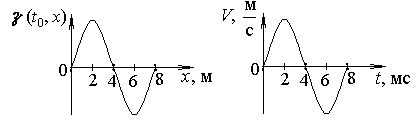 𝓎 (t₀, x)
0
2 4 6 8
x, м
V, м/с
0
2 4 6 8
t, мс